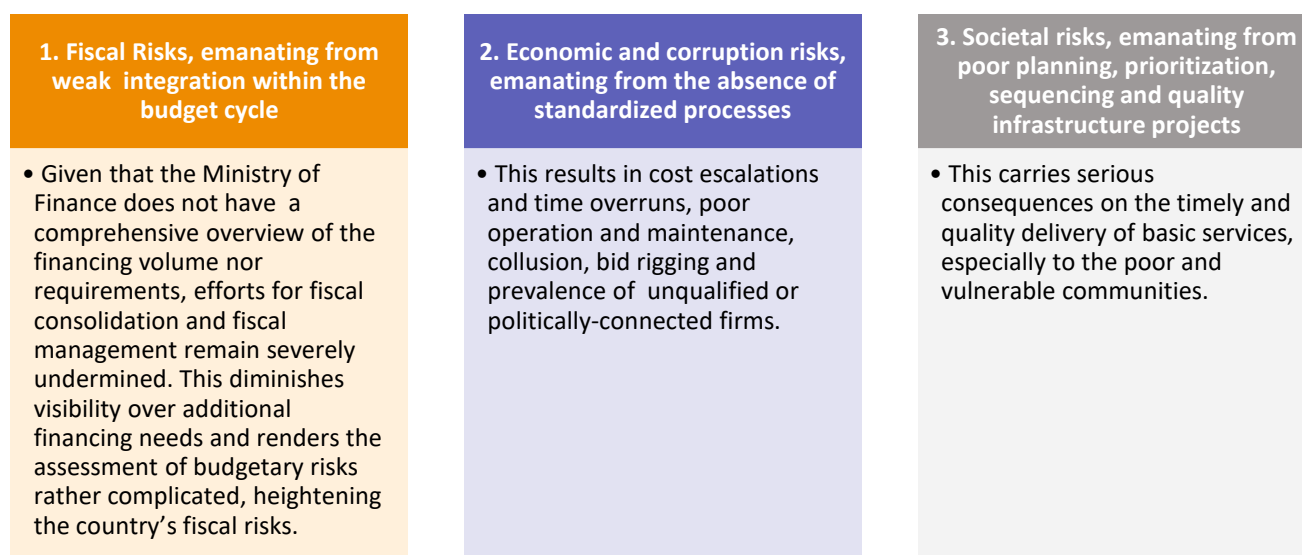 1. Fiscal Risks, emanating from
weak  integration within the
budget cycle
• Given that the Ministry of
Finance does not have  a
comprehensive overview of the
financing volume nor
requirements, efforts for fiscal
consolidation and fiscal
management remain severely
undermined. This diminishes
visibility over additional
financing needs and renders the
assessment of budgetary risks
rather complicated, heightening
the country’s fiscal risks.
2. Economic and corruption risks,
emanating from the absence of
standardized processes
• This results in cost escalations
and time overruns, poor
operation and maintenance,
collusion, bid rigging and
prevalence of  unqualified or
politically-connected firms.
3. Societal risks, emanating from
poor planning, prioritization,
sequencing and quality
infrastructure projects
• This carries serious
consequences on the timely and
quality delivery of basic services,
especially to the poor and
vulnerable communities.